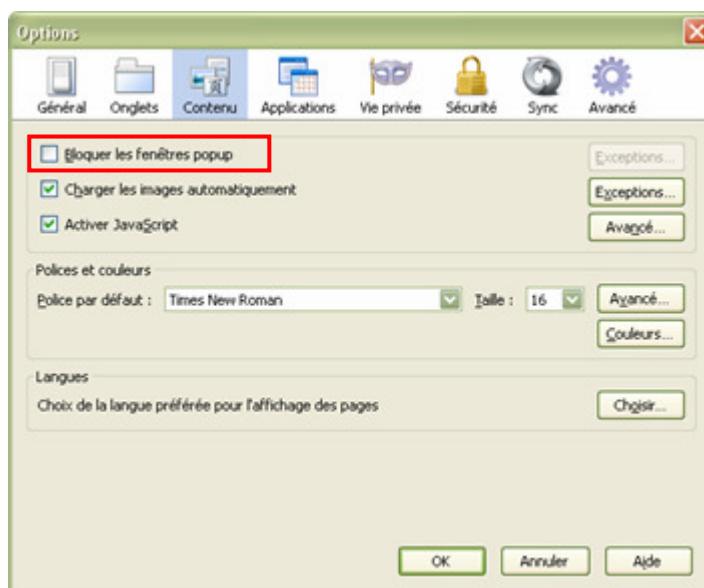 Options
Général Onglets Contenu Applications Vie privée Sécurité Sync Avancé
Bloquer les fenêtres popup Exceptions...
Charger les images automatiquement Exceptions...
Activer JavaScript Avancé...
Polices et couleurs
Police par défaut : Times New Roman Taille : 16 Avancé...
Couleurs...
Langues
Choix de la langue préférée pour l'affichage des pages Choisir...
OK Annuler Aide